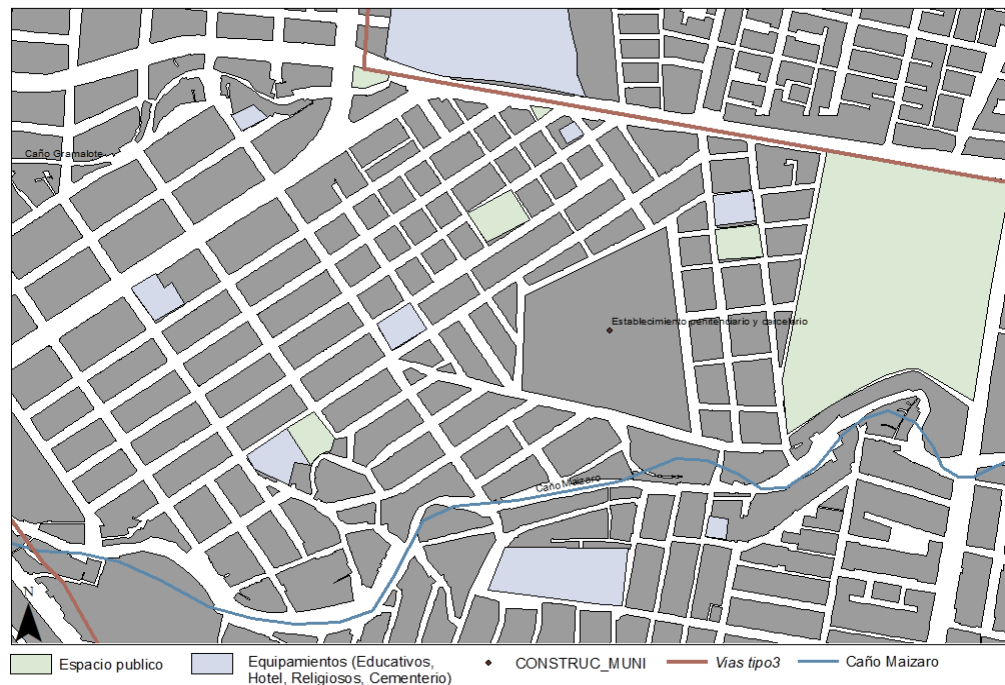 Caño Gramalote
Establecimiento penitenciario y carcelario
Caño Maizaro
N
Espacio publico
Equipamientos (Educativos,
Hotel, Religiosos, Cementerio)
CONSTRUC_MUNI
Vias tipo3
Caño Maizaro